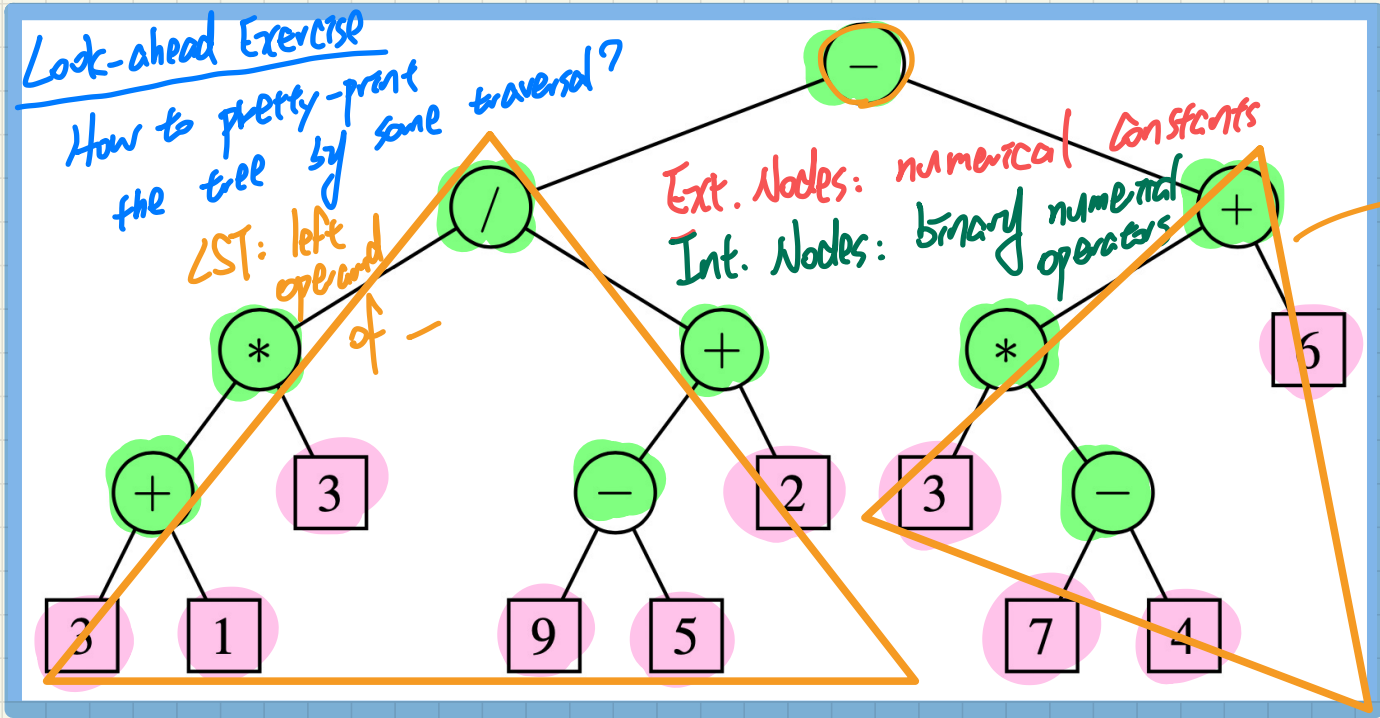 Look-ahead Exercise
How to pretty-print
the tree by some traversal?
LST: left
operand
of -
Ext. Nodes: numerical constants
Int. Nodes: binary numerical
operators
−
/ +
* + * 6
+ 3 − 2 3 −
3 1 9 5 7 4